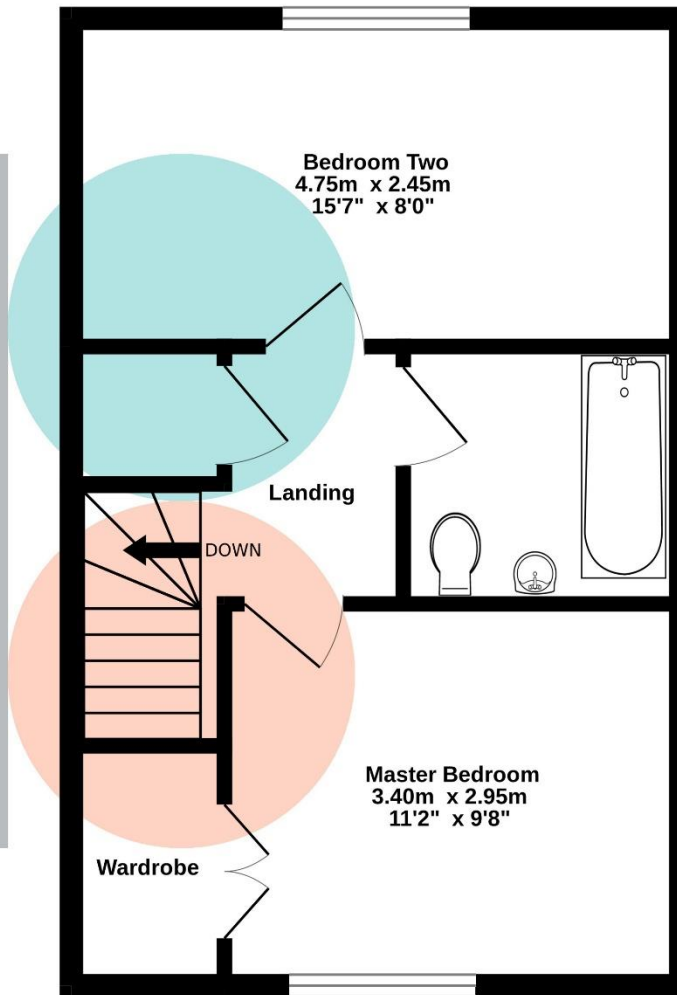 Bedroom Two
4.75m x 2.45m
15'7" x 8'0"
Landing
DOWN
Master Bedroom
3.40m x 2.95m
11'2" x 9'8"
Wardrobe